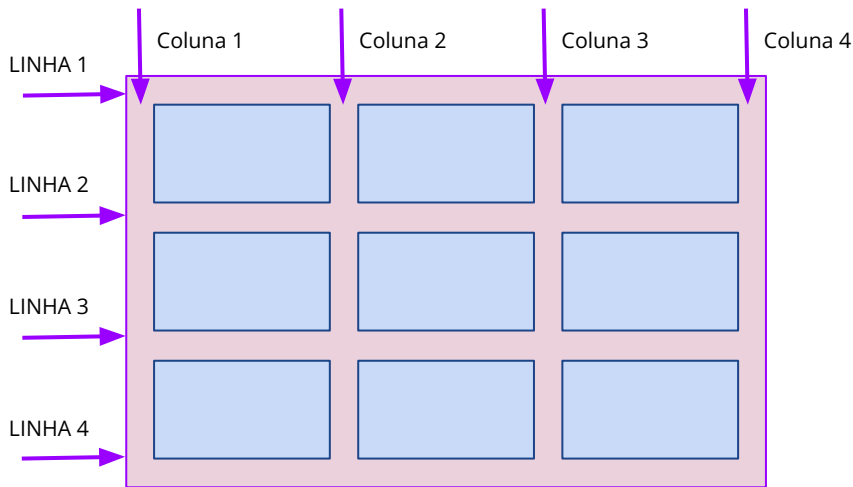 Coluna 1
Coluna 2
Coluna 3
Coluna 4
LINHA 1
LINHA 2
LINHA 3
LINHA 4